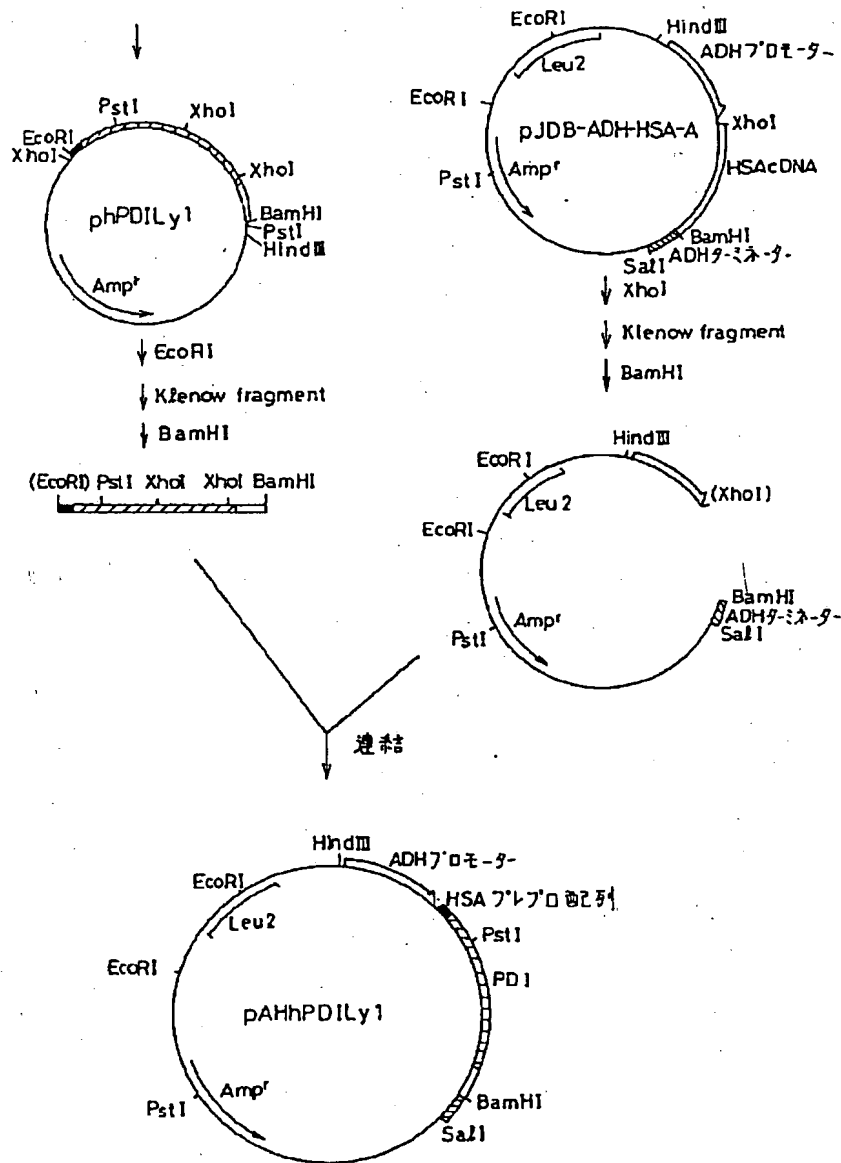 PstI
XhoI
EcoRI
XhoI
XhoI
phPDILy1
BamHI
PstI
HindIII
Ampʳ
EcoRI
Klenow fragment
BamHI
(EcoRI) PstI XhoI XhoI BamHI
EcoRI
HindIII
ADHプロモーター
Leu2
EcoRI
pJDB-ADH-HSA-A
XhoI
PstI
Ampʳ
HSAcDNA
BamHI
SalI
ADHターミネーター
XhoI
Klenow fragment
BamHI
HindIII
EcoRI
Leu2
(XhoI)
EcoRI
BamHI
ADHターミネーター
SalI
Ampʳ
PstI
連結
HindIII
ADHプロモーター
EcoRI
HSAプレプロ配列
Leu2
PstI
EcoRI
PDI
pAHhPDILy1
Ampʳ
PstI
BamHI
SalI